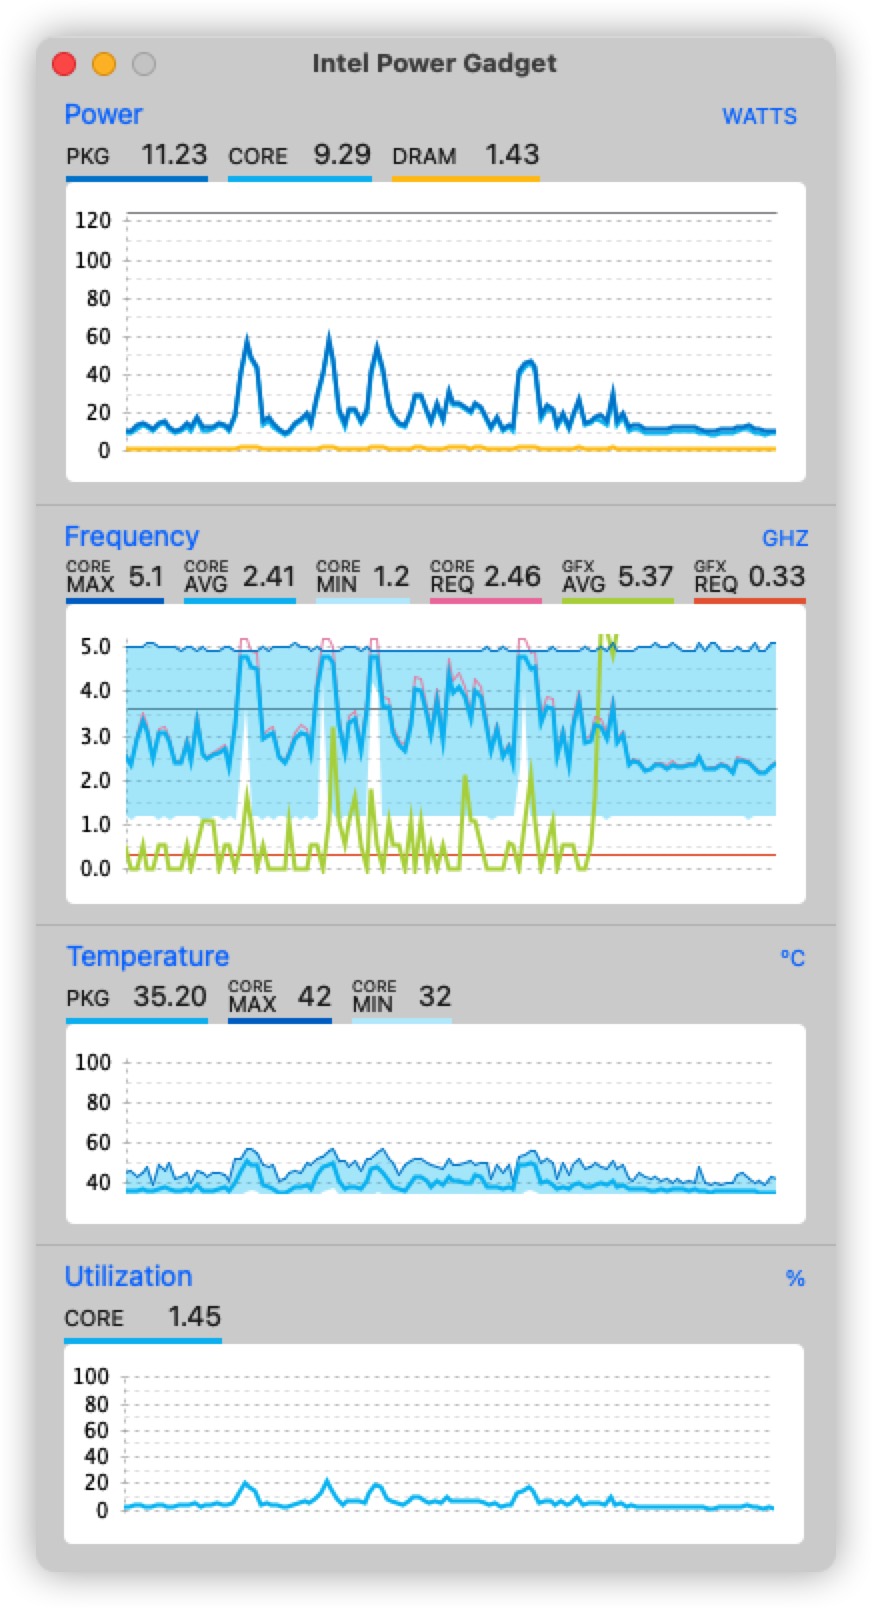 Intel Power Gadget
Power WATTS
PKG 11.23 CORE 9.29 DRAM 1.43
120
100
80
60
40
20
0
Frequency GHZ
CORE MAX 5.1 CORE AVG 2.41 CORE MIN 1.2 CORE REQ 2.46 GFX AVG 5.37 GFX REQ 0.33
5.0
4.0
3.0
2.0
1.0
0.0
Temperature ºC
PKG 35.20 CORE MAX 42 CORE MIN 32
100
80
60
40
Utilization %
CORE 1.45
100
80
60
40
20
0